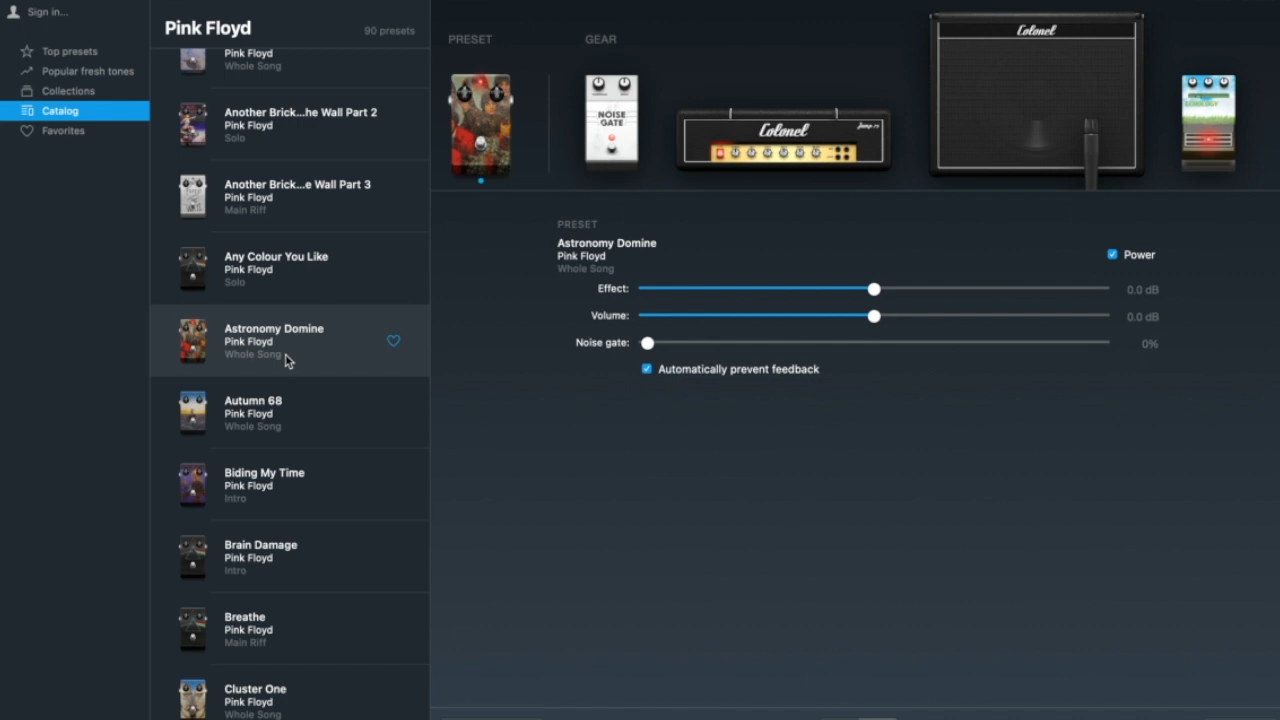 Sign in...
Top presets
Popular fresh tones
Collections
Catalog
Favorites
Pink Floyd
90 presets
Pink Floyd
Whole Song
Another Brick...he Wall Part 2
Pink Floyd
Solo
Another Brick...e Wall Part 3
Pink Floyd
Main Riff
Any Colour You Like
Pink Floyd
Solo
Astronomy Domine
Pink Floyd
Whole Song
Autumn 68
Pink Floyd
Whole Song
Biding My Time
Pink Floyd
Intro
Brain Damage
Pink Floyd
Intro
Breathe
Pink Floyd
Main Riff
Cluster One
Pink Floyd
Whole Song
PRESET
GEAR
NOISE
GATE
Colonel
Colonel
PRESET
Astronomy Domine
Pink Floyd
Whole Song
Power
Effect:
0.0 dB
Volume:
0.0 dB
Noise gate:
0%
Automatically prevent feedback